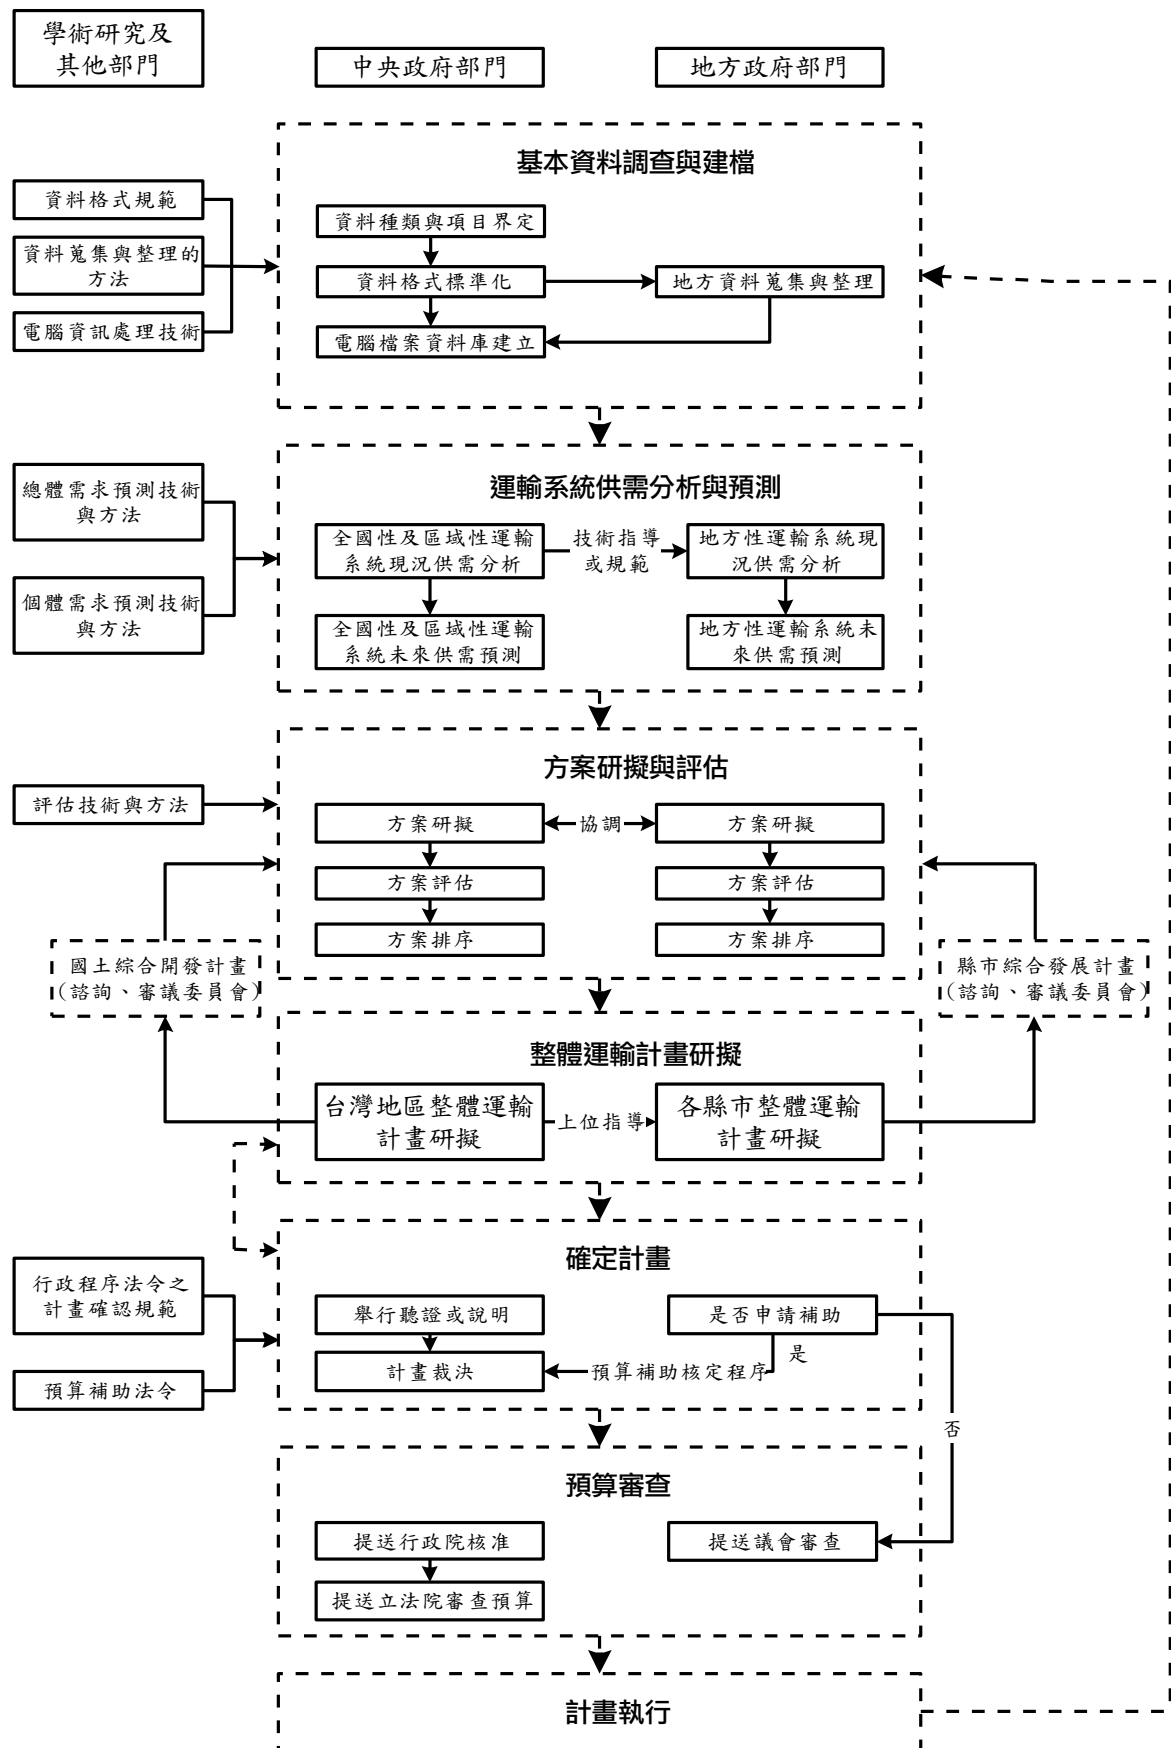 學術研究及
其他部門
中央政府部門
地方政府部門
基本資料調查與建檔
資料格式規範
資料蒐集與整理的
方法
電腦資訊處理技術
資料種類與項目界定
資料格式標準化
地方資料蒐集與整理
電腦檔案資料庫建立
運輸系統供需分析與預測
總體需求預測技術
與方法
個體需求預測技術
與方法
全國性及區域性運輸
系統現況供需分析
技術指導
或規範
地方性運輸系統現
況供需分析
全國性及區域性運輸
系統未來供需預測
地方性運輸系統未
來供需預測
方案研擬與評估
評估技術與方法
方案研擬
協調
方案研擬
方案評估
方案評估
方案排序
方案排序
國土綜合開發計畫
(諮詢、審議委員會)
縣市綜合發展計畫
(諮詢、審議委員會)
整體運輸計畫研擬
台灣地區整體運輸
計畫研擬
上位指導
各縣市整體運輸
計畫研擬
確定計畫
行政程序法令之
計畫確認規範
預算補助法令
舉行聽證或說明
是否申請補助
是
計畫裁決
預算補助核定程序
否
預算審查
提送行政院核准
提送議會審查
提送立法院審查預算
計畫執行